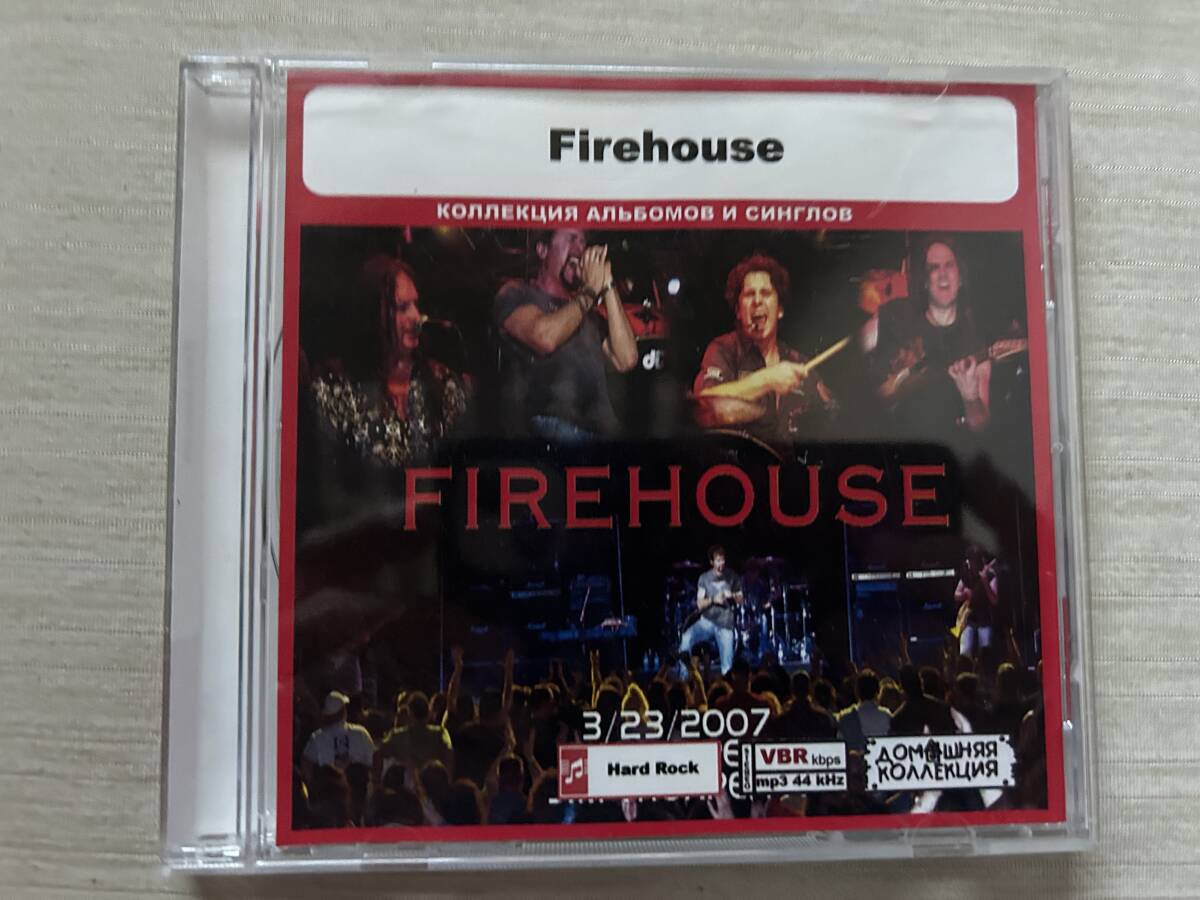 Firehouse
КОЛЛЕКЦИЯ АЛЬБОМОВ И СИНГЛОВ
FIREHOUSE
3/23/2007
Hard Rock
VBR kbps
mp3 44 kHz
ДОМАШНЯЯ
КОЛЛЕКЦИЯ